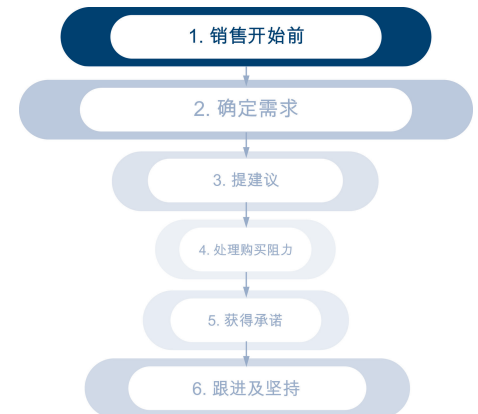 1. 销售开始前
2. 确定需求
3. 提建议
4. 处理购买阻力
5. 获得承诺
6. 跟进及坚持